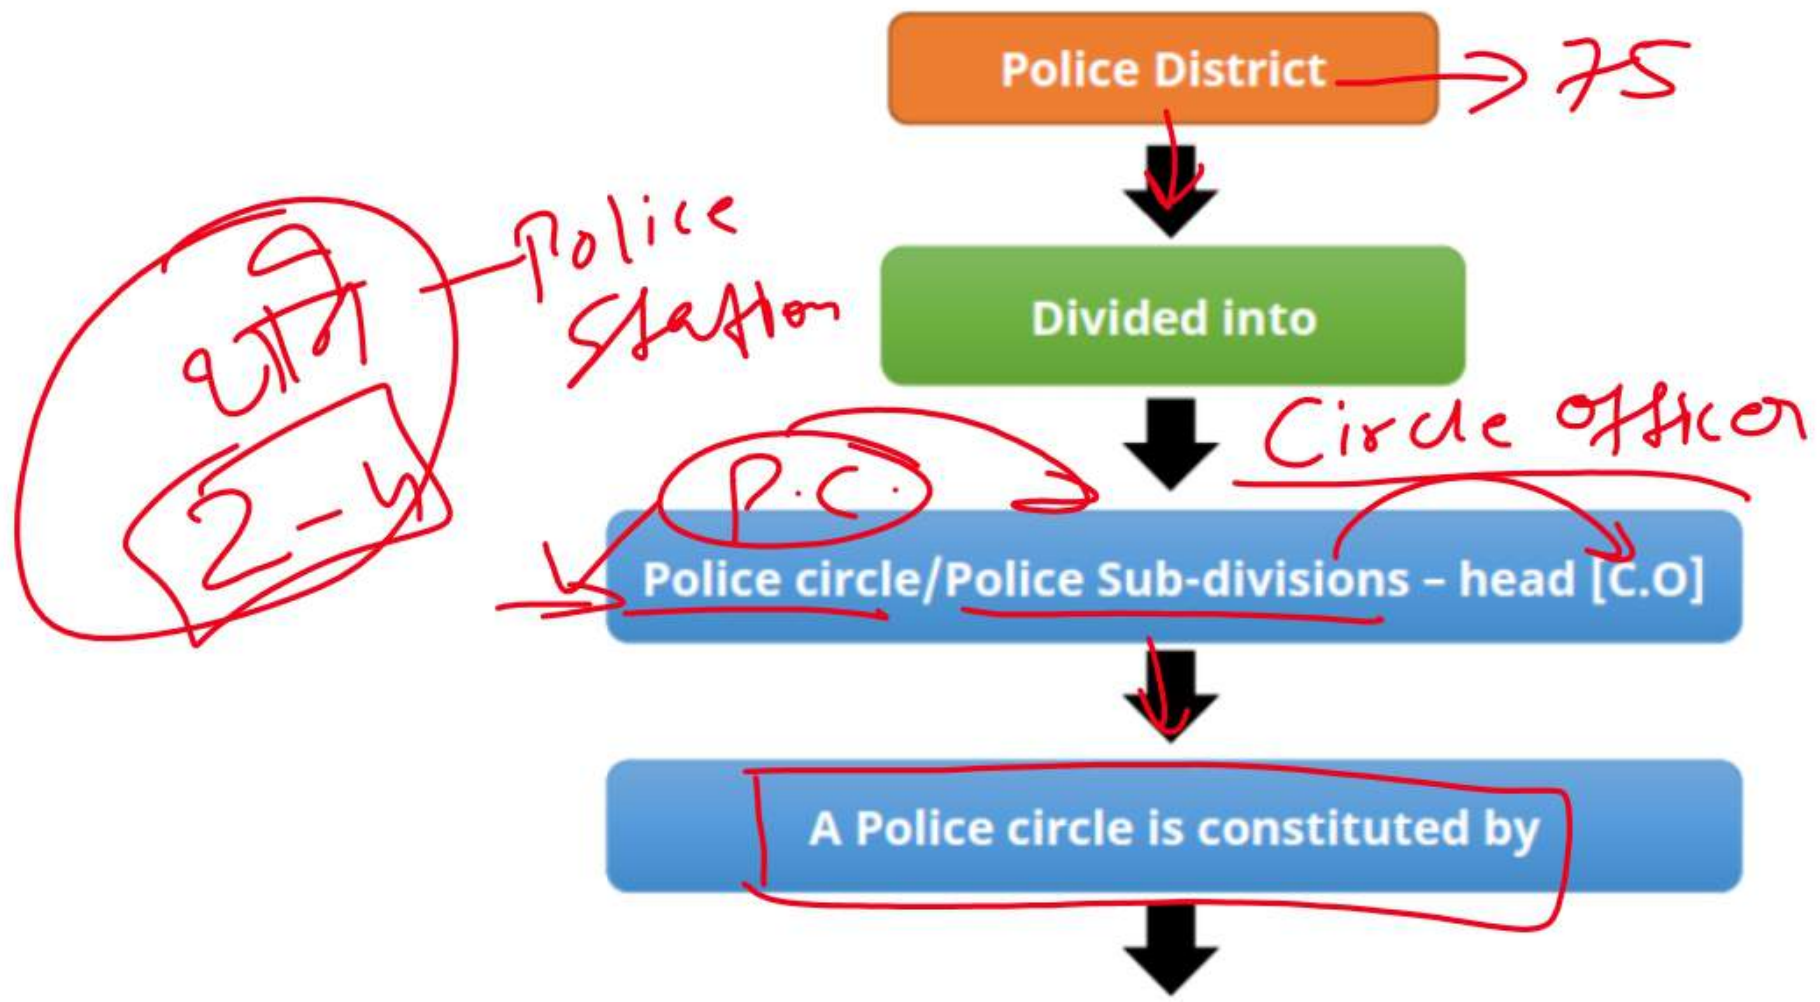 Police District → 75
Police
Station
थाने
2-4
Divided into
Circle officer
P.C.
Police circle/Police Sub-divisions – head [C.O]
A Police circle is constituted by